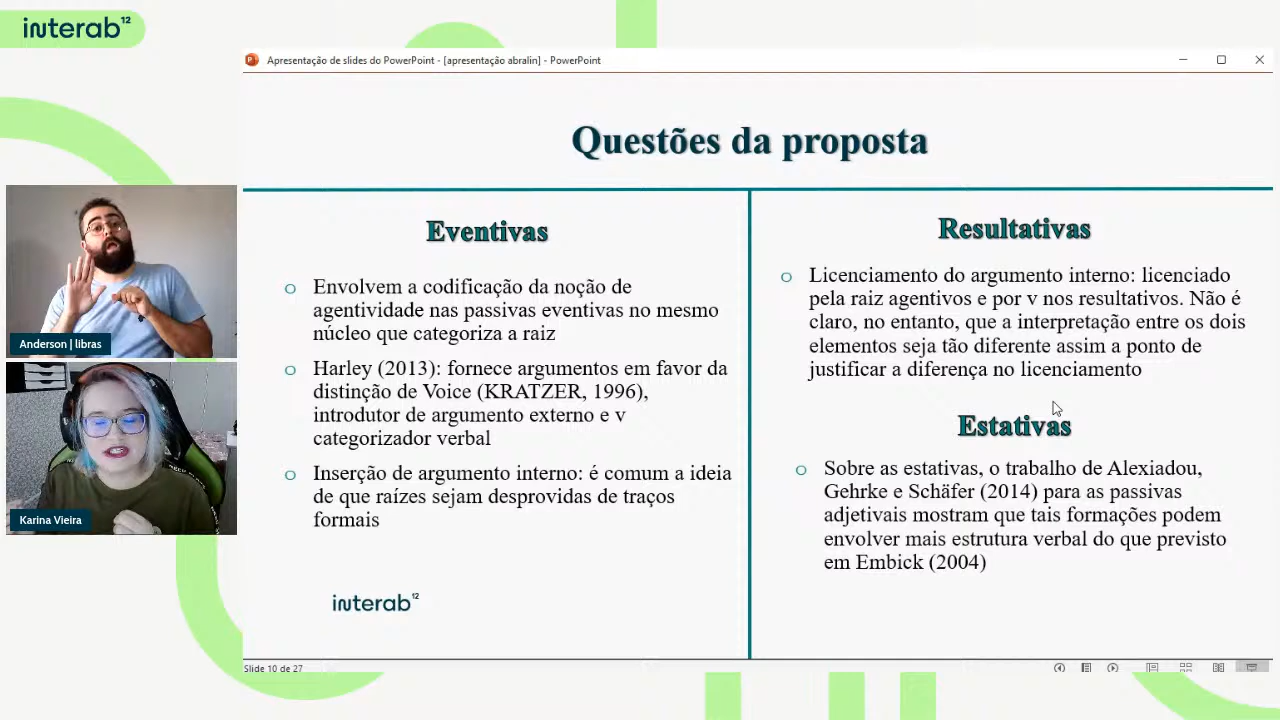 interab¹²
Apresentação de slides do PowerPoint - [apresentação abralin] - PowerPoint
Questões da proposta
Eventivas
Envolvem a codificação da noção de
agentividade nas passivas eventivas no mesmo
núcleo que categoriza a raiz
Harley (2013): fornece argumentos em favor da
distinção de Voice (KRATZER, 1996),
introdutor de argumento externo e v
categorizador verbal
Inserção de argumento interno: é comum a ideia
de que raízes sejam desprovidas de traços
formais
interab¹²
Resultativas
Licenciamento do argumento interno: licenciado
pela raiz agentivos e por v nos resultativos. Não é
claro, no entanto, que a interpretação entre os dois
elementos seja tão diferente assim a ponto de
justificar a diferença no licenciamento
Estativas
Sobre as estativas, o trabalho de Alexiadou,
Gehrke e Schäfer (2014) para as passivas
adjetivais mostram que tais formações podem
envolver mais estrutura verbal do que previsto
em Embick (2004)
Anderson | libras
Karina Vieira
Slide 10 de 27